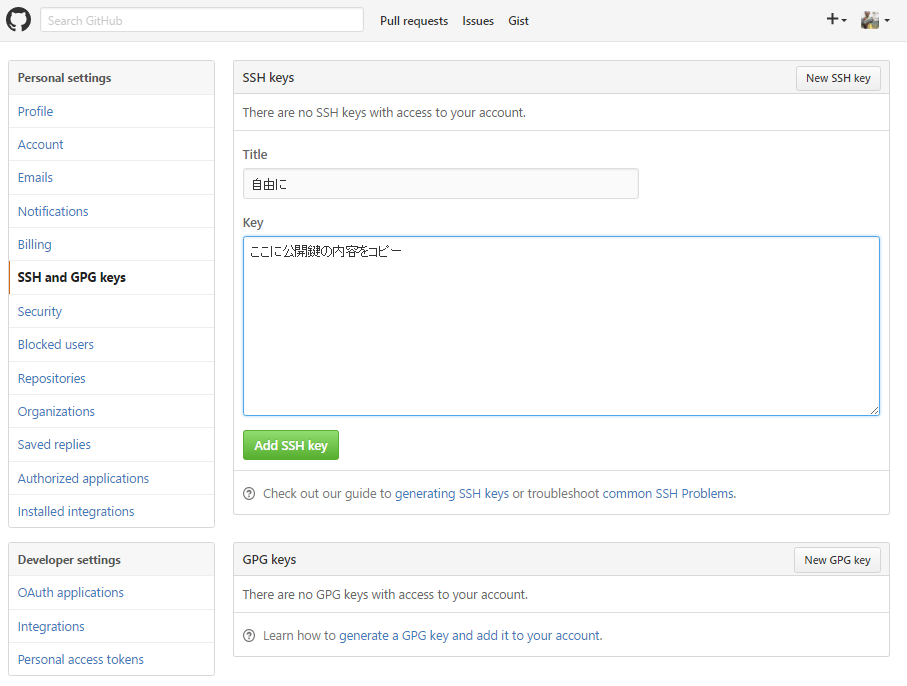 Search GitHub
Pull requests Issues Gist
Personal settings
Profile
Account
Emails
Notifications
Billing
SSH and GPG keys
Security
Blocked users
Repositories
Organizations
Saved replies
Authorized applications
Installed integrations
Developer settings
OAuth applications
Integrations
Personal access tokens
SSH keys New SSH key
There are no SSH keys with access to your account.
Title
自由に
Key
ここに公開鍵の内容をコピー
Add SSH key
Check out our guide to generating SSH keys or troubleshoot common SSH Problems.
GPG keys New GPG key
There are no GPG keys with access to your account.
Learn how to generate a GPG key and add it to your account.